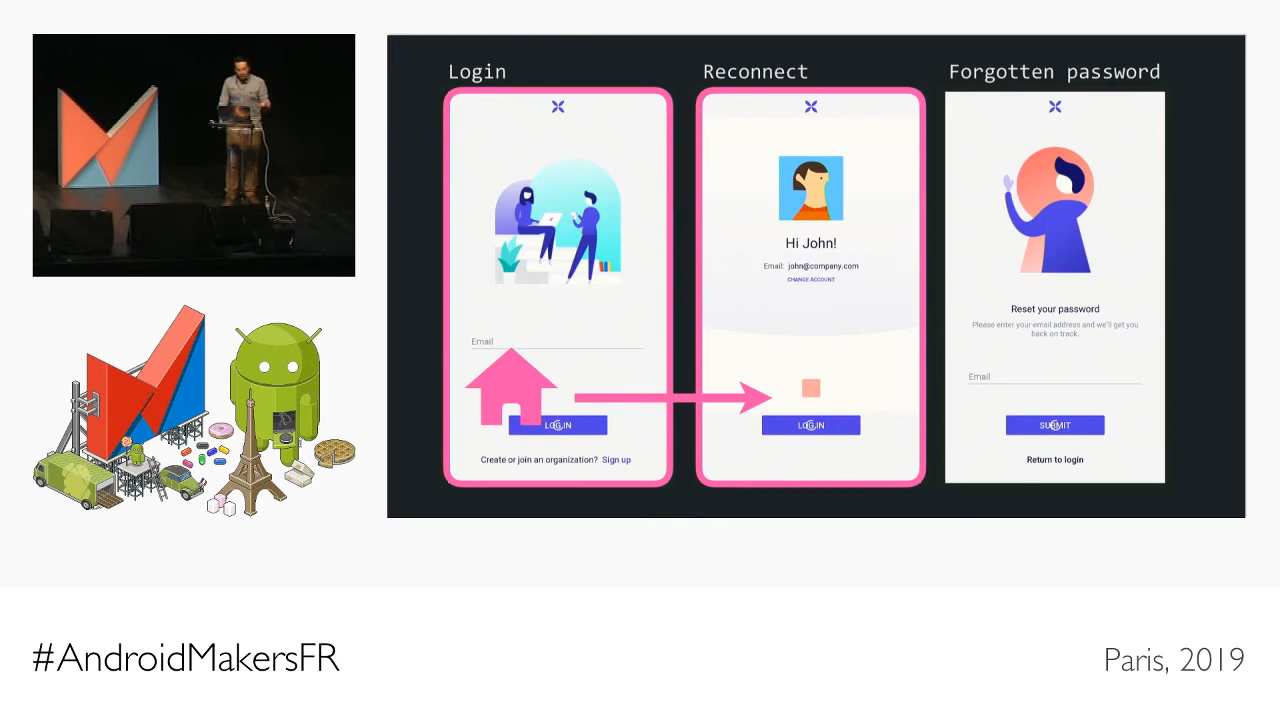 Login
Reconnect
Forgotten password
Email
LOGIN
Create or join an organization? Sign up
Hi John!
Email: john@company.com
CHANGE ACCOUNT
LOGIN
Reset your password
Please enter your email address and we'll get you
back on track.
Email
SUBMIT
Return to login
#AndroidMakersFR
Paris, 2019